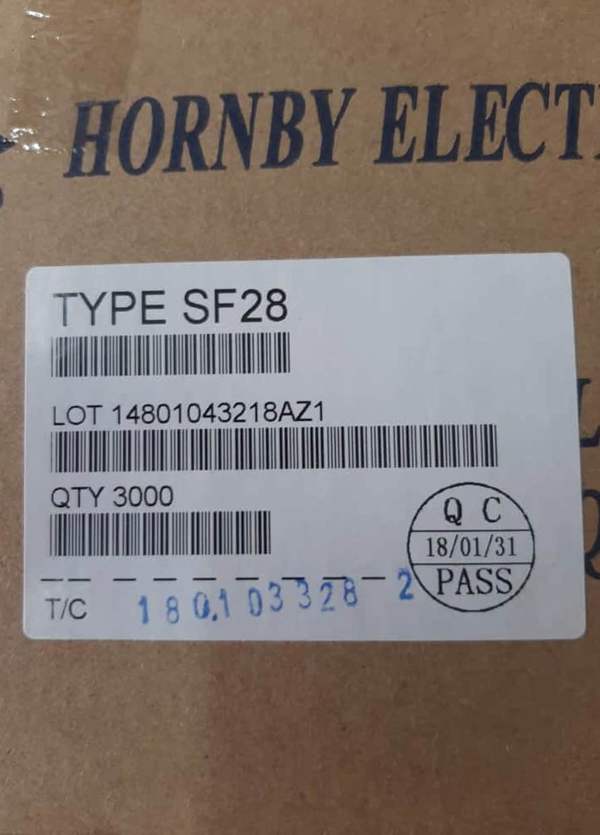 HORNBY ELECT
TYPE SF28
LOT 14801043218AZ1
QTY 3000
Q C
18/01/31
PASS
T/C 180103328 2